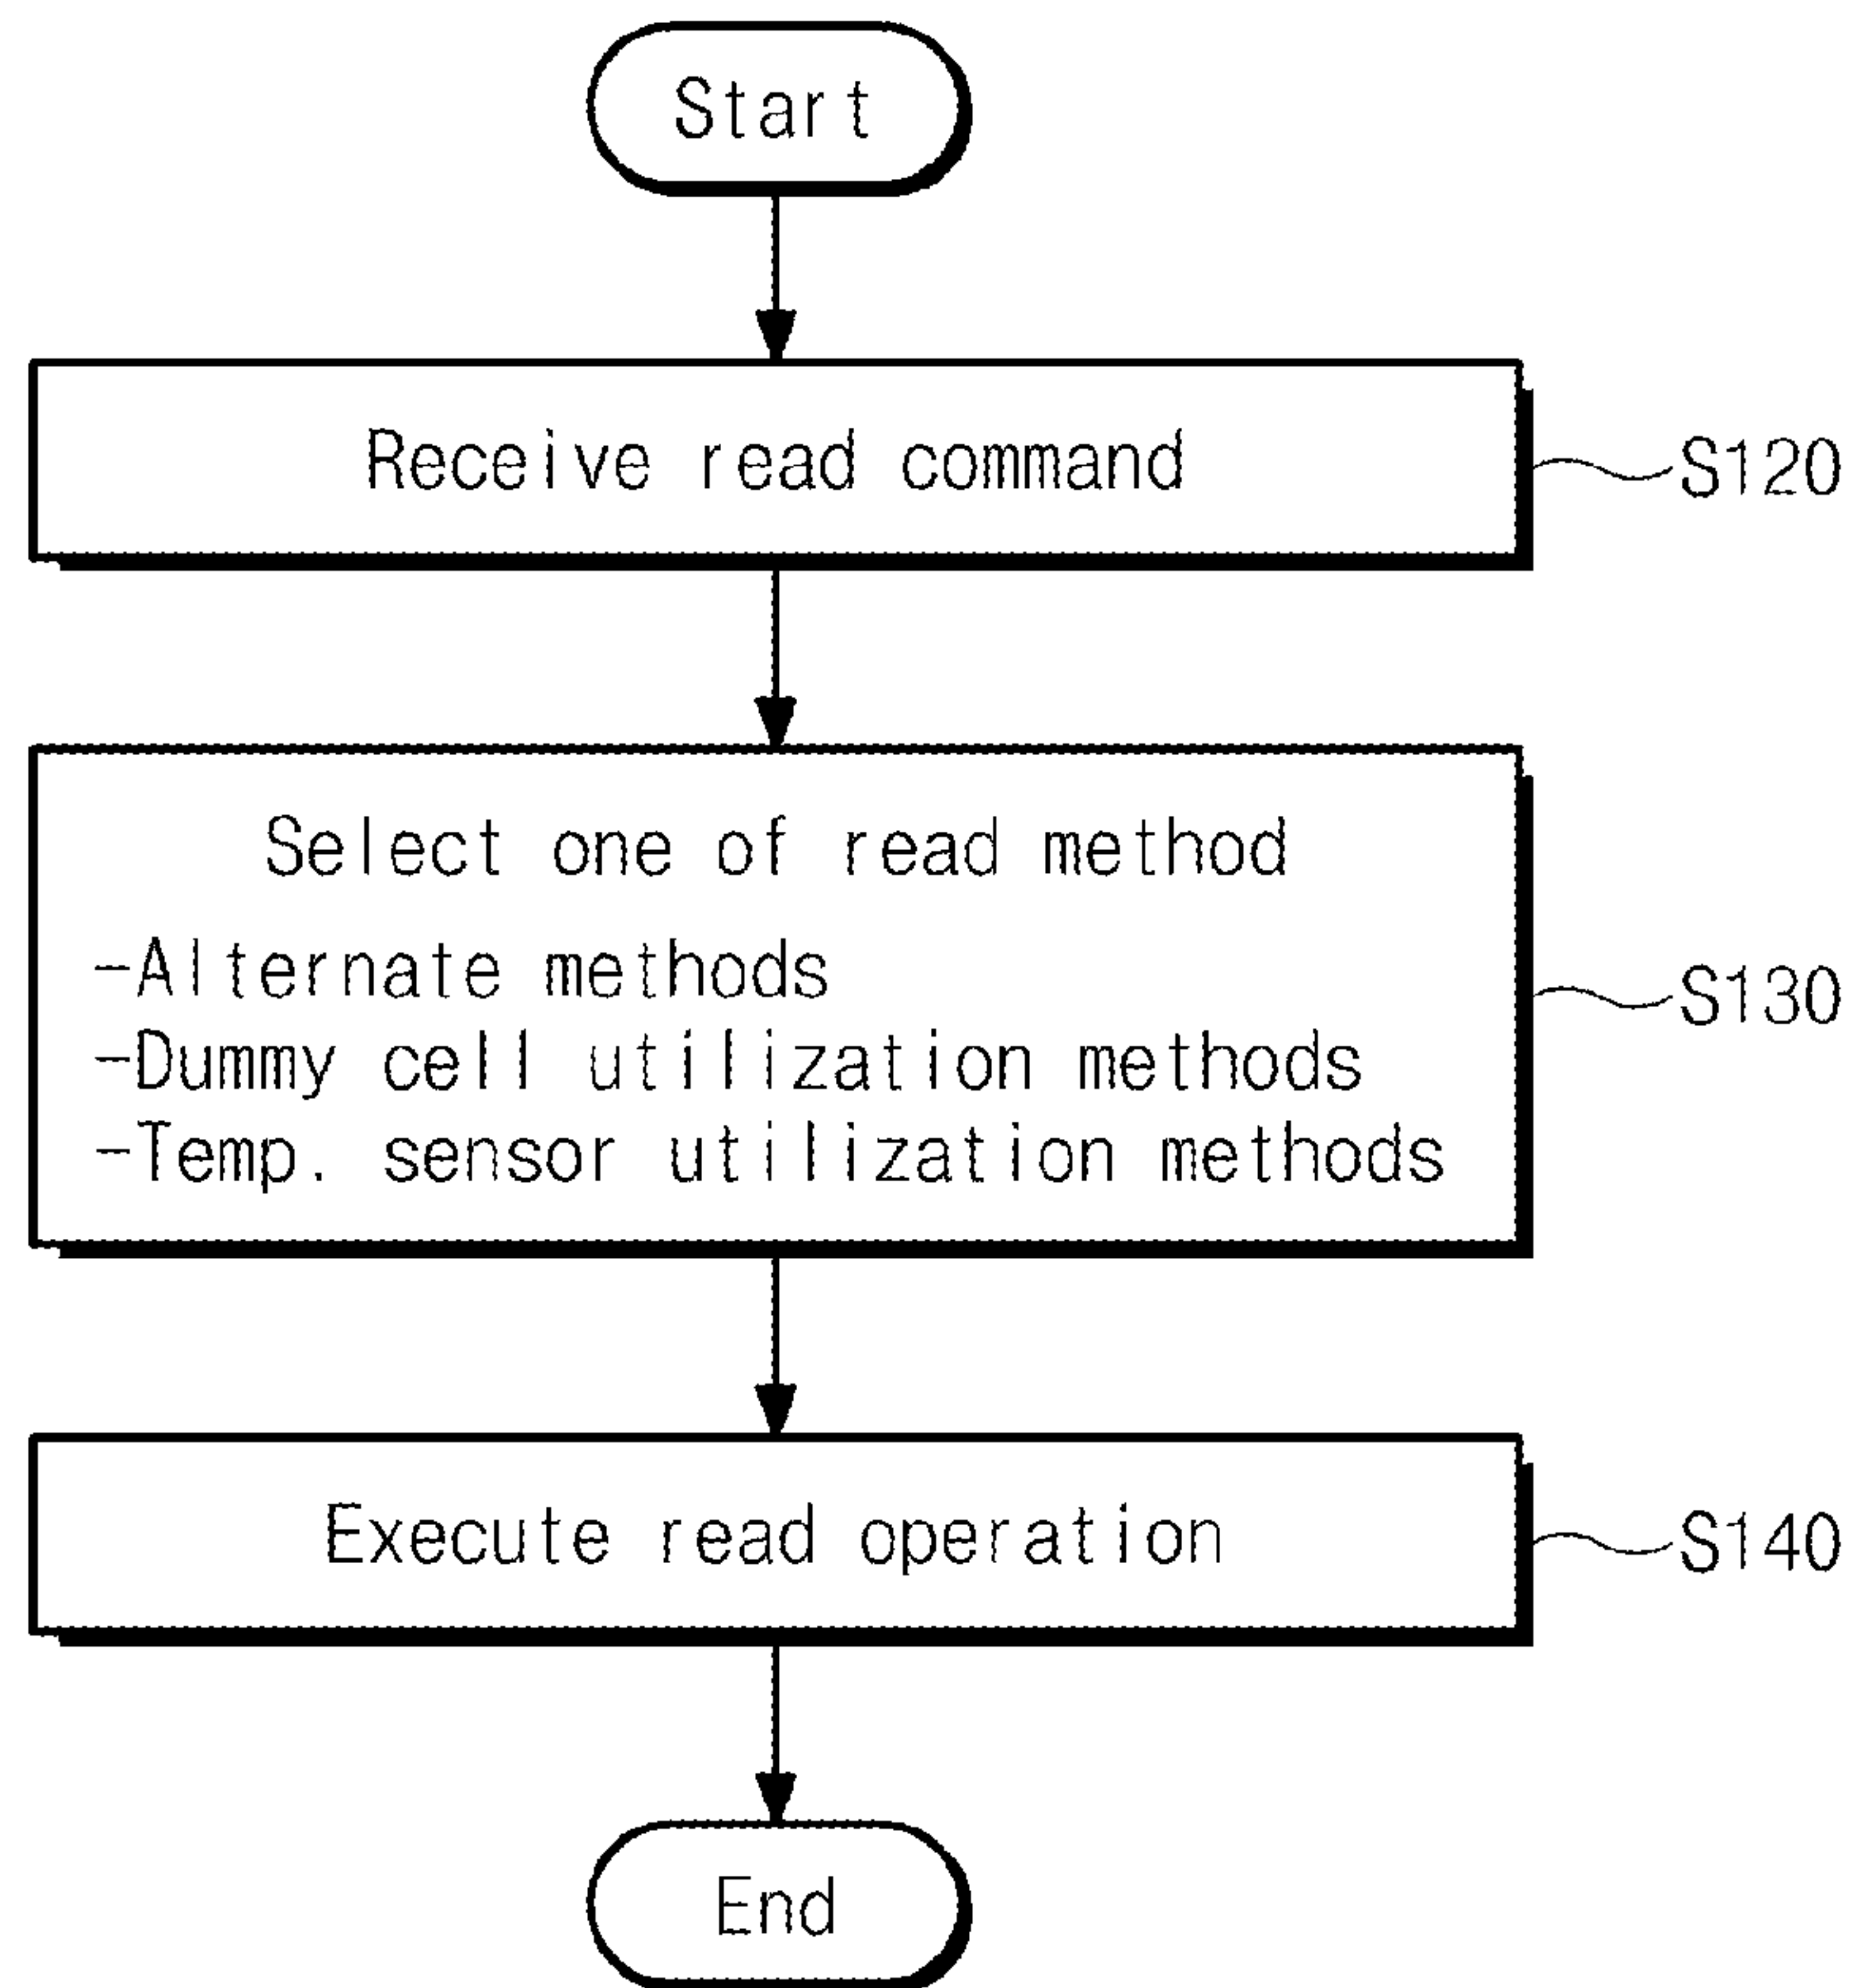 Start
Receive read command
S120
Select one of read method
-Alternate methods
-Dummy cell utilization methods
-Temp. sensor utilization methods
S130
Execute read operation
S140
End